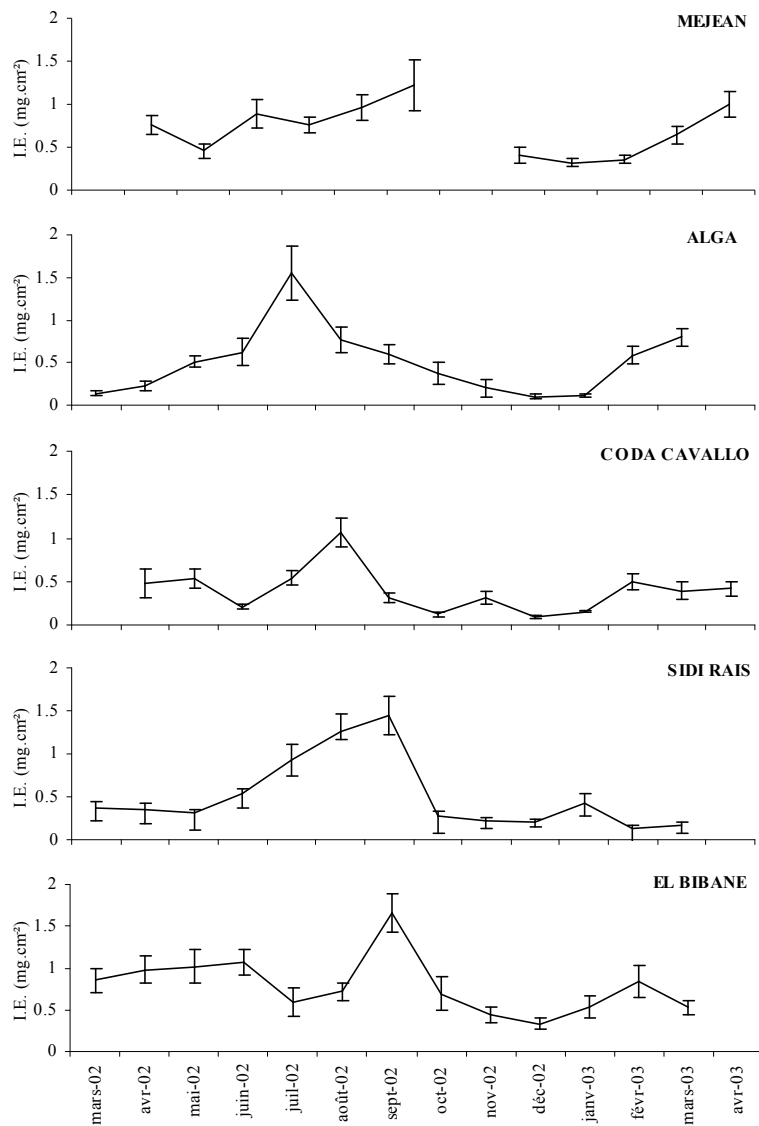 MEJEAN
I.E. (mg.cm²)
2
1.5
1
0.5
0
ALGA
I.E. (mg.cm²)
2
1.5
1
0.5
0
CODA CAVALLO
I.E. (mg.cm²)
2
1.5
1
0.5
0
SIDI RAIS
I.E. (mg.cm²)
2
1.5
1
0.5
0
EL BIBANE
I.E. (mg.cm²)
2
1.5
1
0.5
0
mars-02
avr-02
mai-02
juin-02
juil-02
août-02
sept-02
oct-02
nov-02
déc-02
janv-03
févr-03
mars-03
avr-03